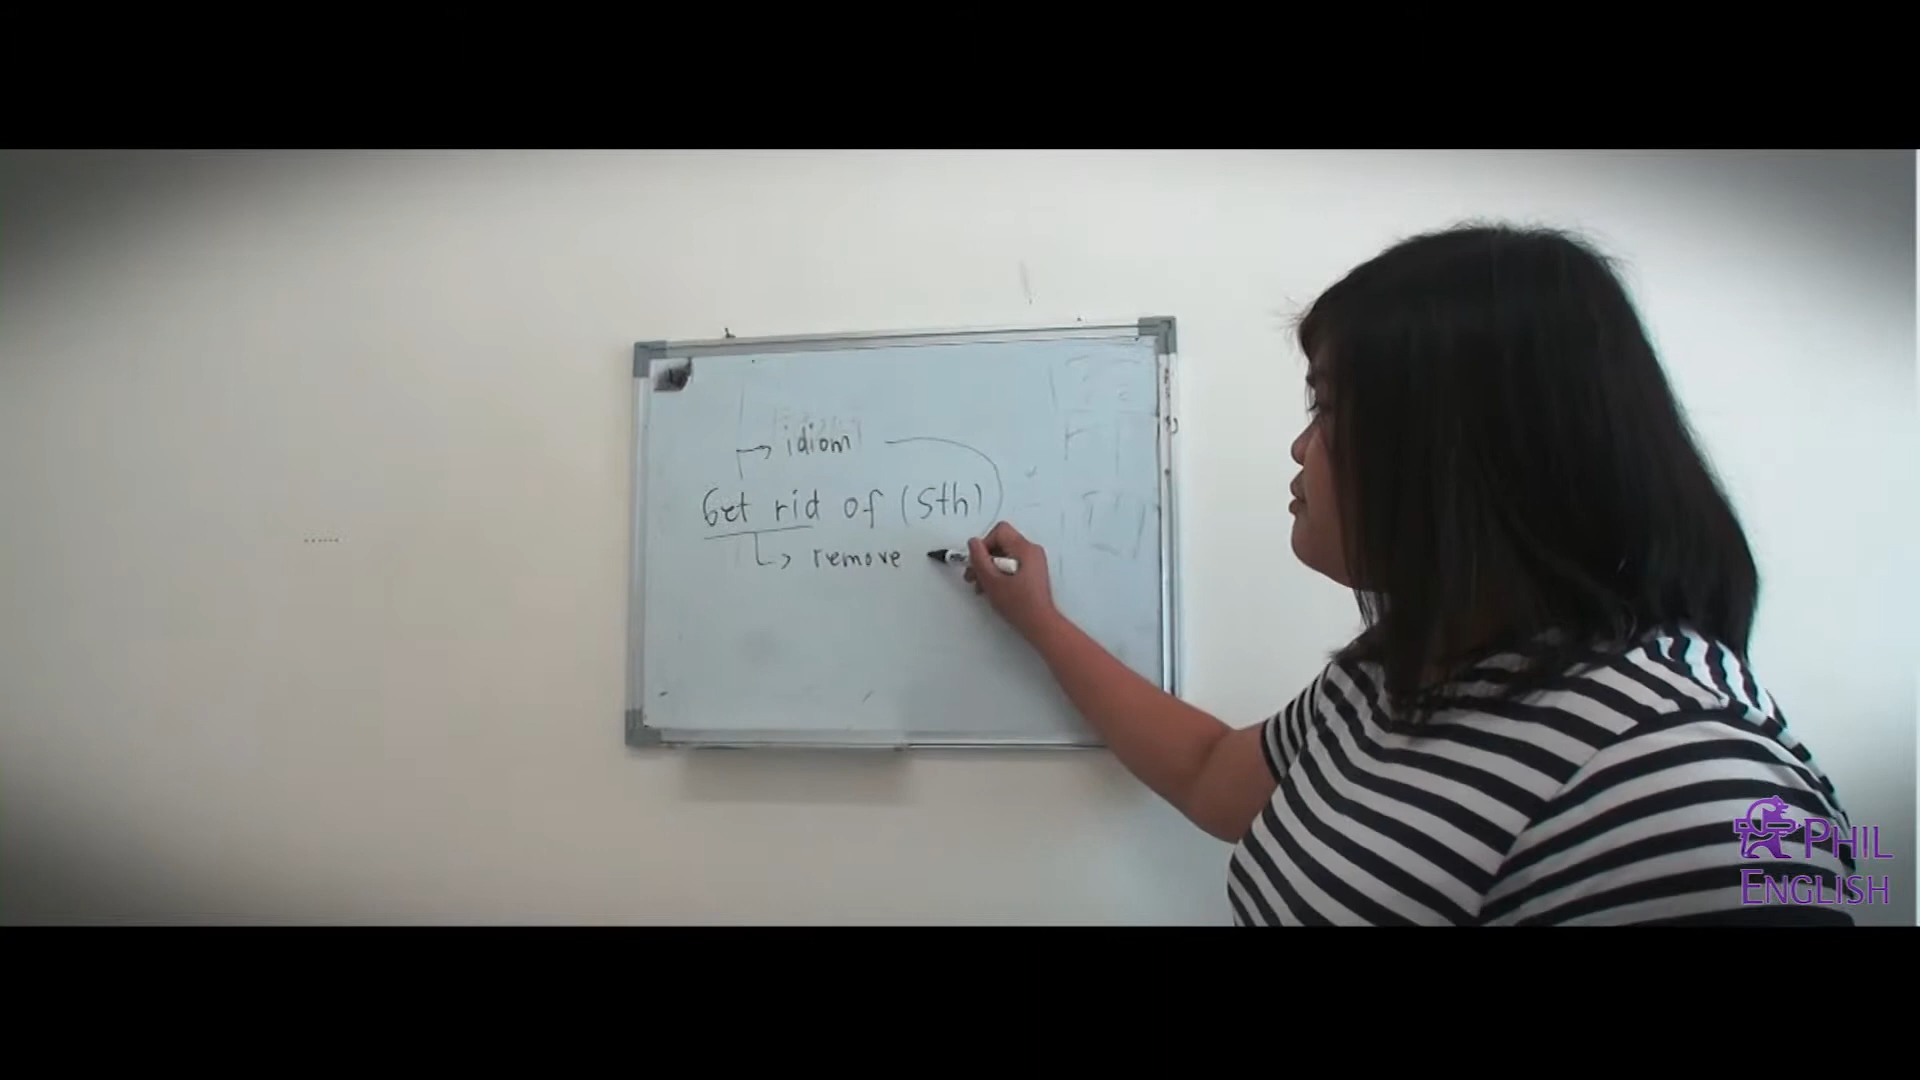 → idiom
Get rid of (Sth)
↳ remove
PHIL
ENGLISH